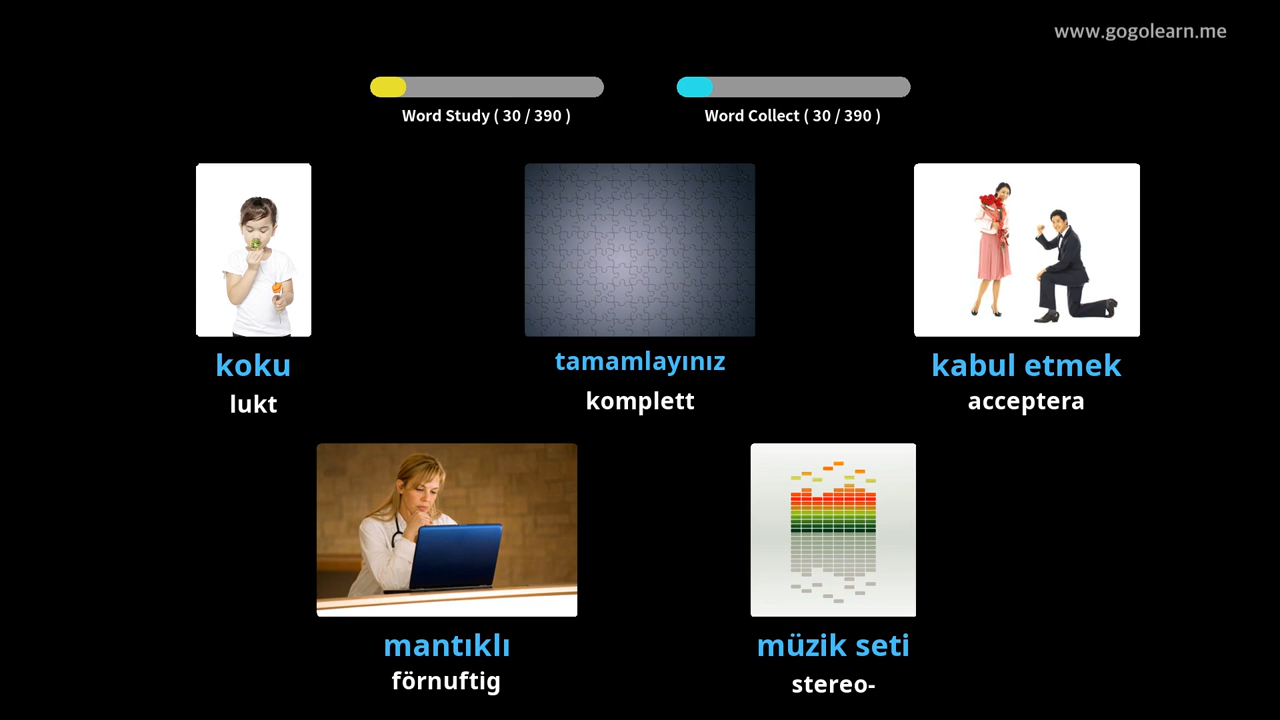 www.gogolearn.me
Word Study ( 30 / 390 )
Word Collect ( 30 / 390 )
koku
lukt
tamamlayınız
komplett
kabul etmek
acceptera
mantıklı
förnuftig
müzik seti
stereo-